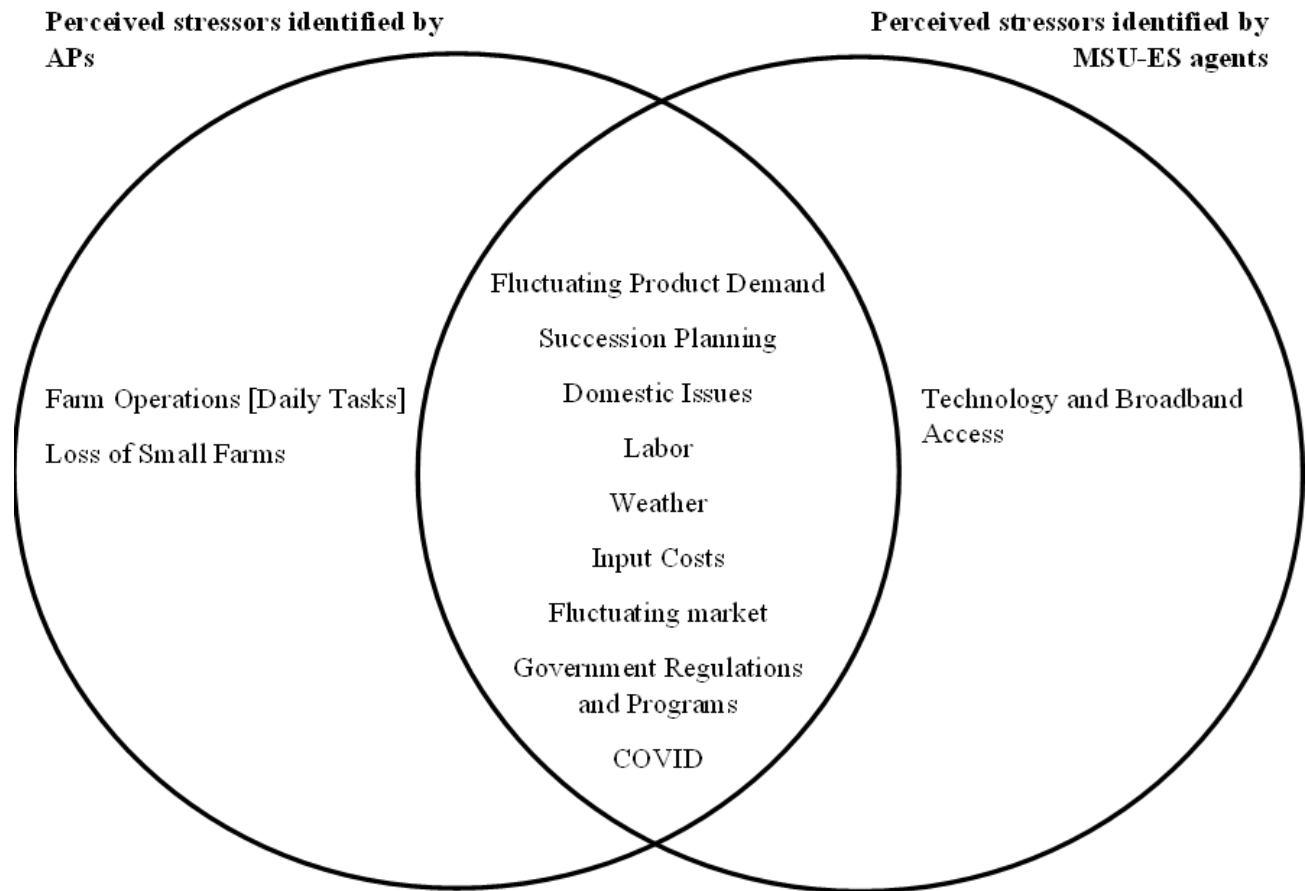 Perceived stressors identified by
APs
Perceived stressors identified by
MSU-ES agents
Farm Operations [Daily Tasks]
Loss of Small Farms
Fluctuating Product Demand
Succession Planning
Domestic Issues
Labor
Weather
Input Costs
Fluctuating market
Government Regulations
and Programs
COVID
Technology and Broadband
Access